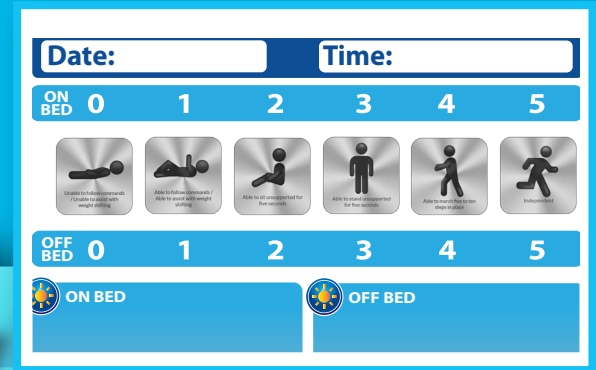 Date: Time:
ON BED 0 1 2 3 4 5
Unable to follow commands
/ Unable to assist with
weight shifting
Able to follow commands /
Able to assist with weight
shifting
Able to sit unsupported for
five seconds
Able to stand unsupported
for five seconds
Able to march five to ten
steps in place
Independent
OFF BED 0 1 2 3 4 5
ON BED OFF BED